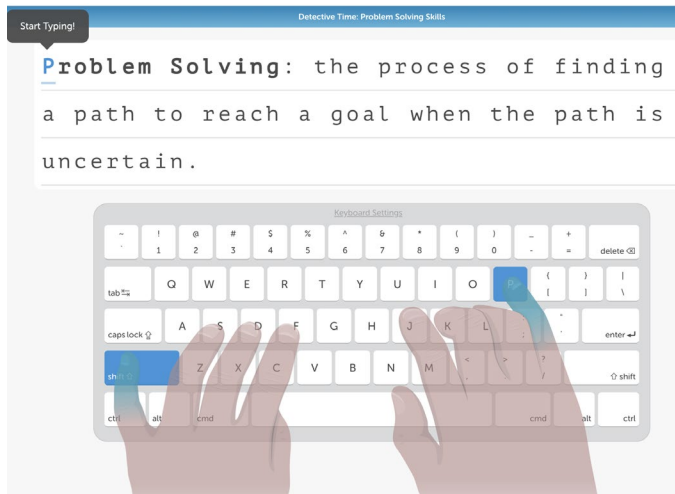 Detective Time: Problem Solving Skills
Start Typing!
Problem Solving: the process of finding
a path to reach a goal when the path is
uncertain.
Keyboard Settings
~ ! @ # $ % ^ & * ( ) _ +
` 1 2 3 4 5 6 7 8 9 0 - = delete
tab Q W E R T Y U I O P { } |
[ ] \
caps lock A S D F G H J K L : "
; ' enter
shift Z X C V B N M < > ?
, . / shift
ctrl alt cmd cmd alt ctrl